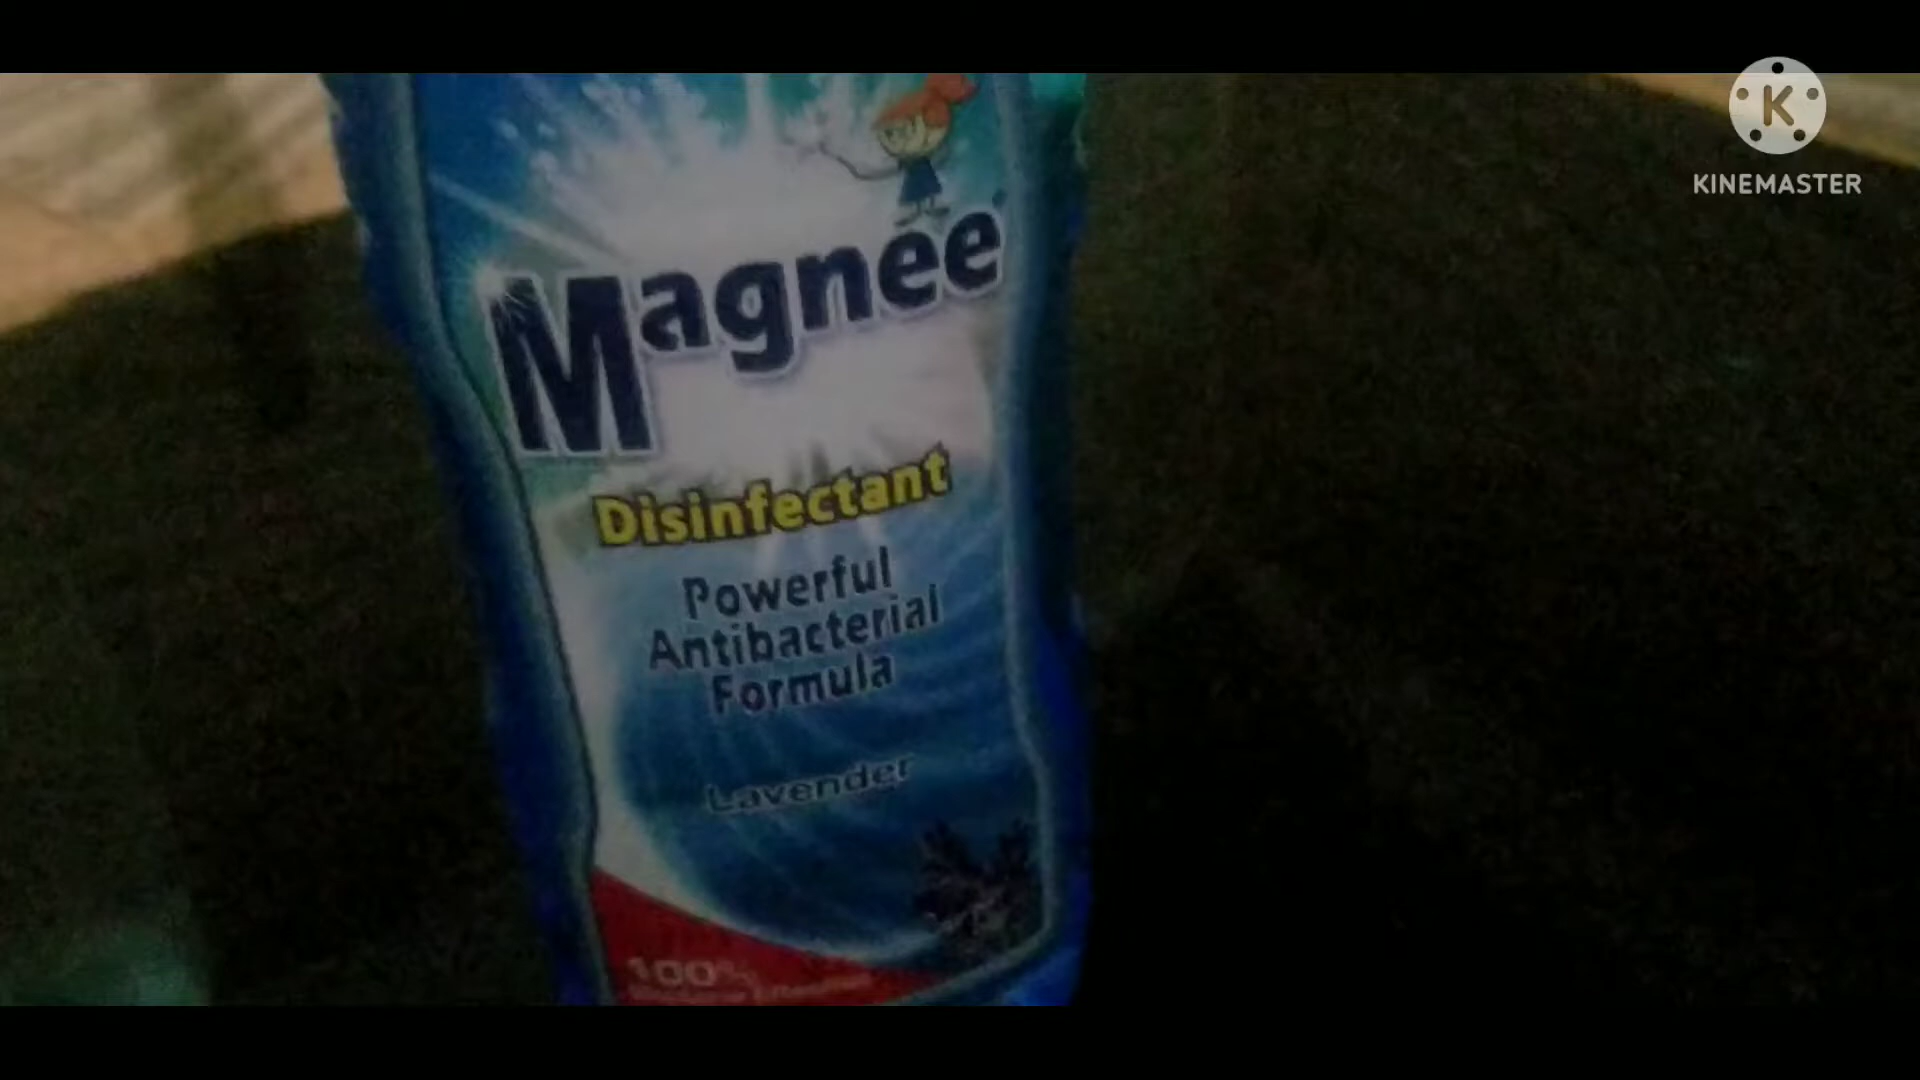 K
KINEMASTER
Magnee
Disinfectant
Powerful
Antibacterial
Formula
Lavender
100%